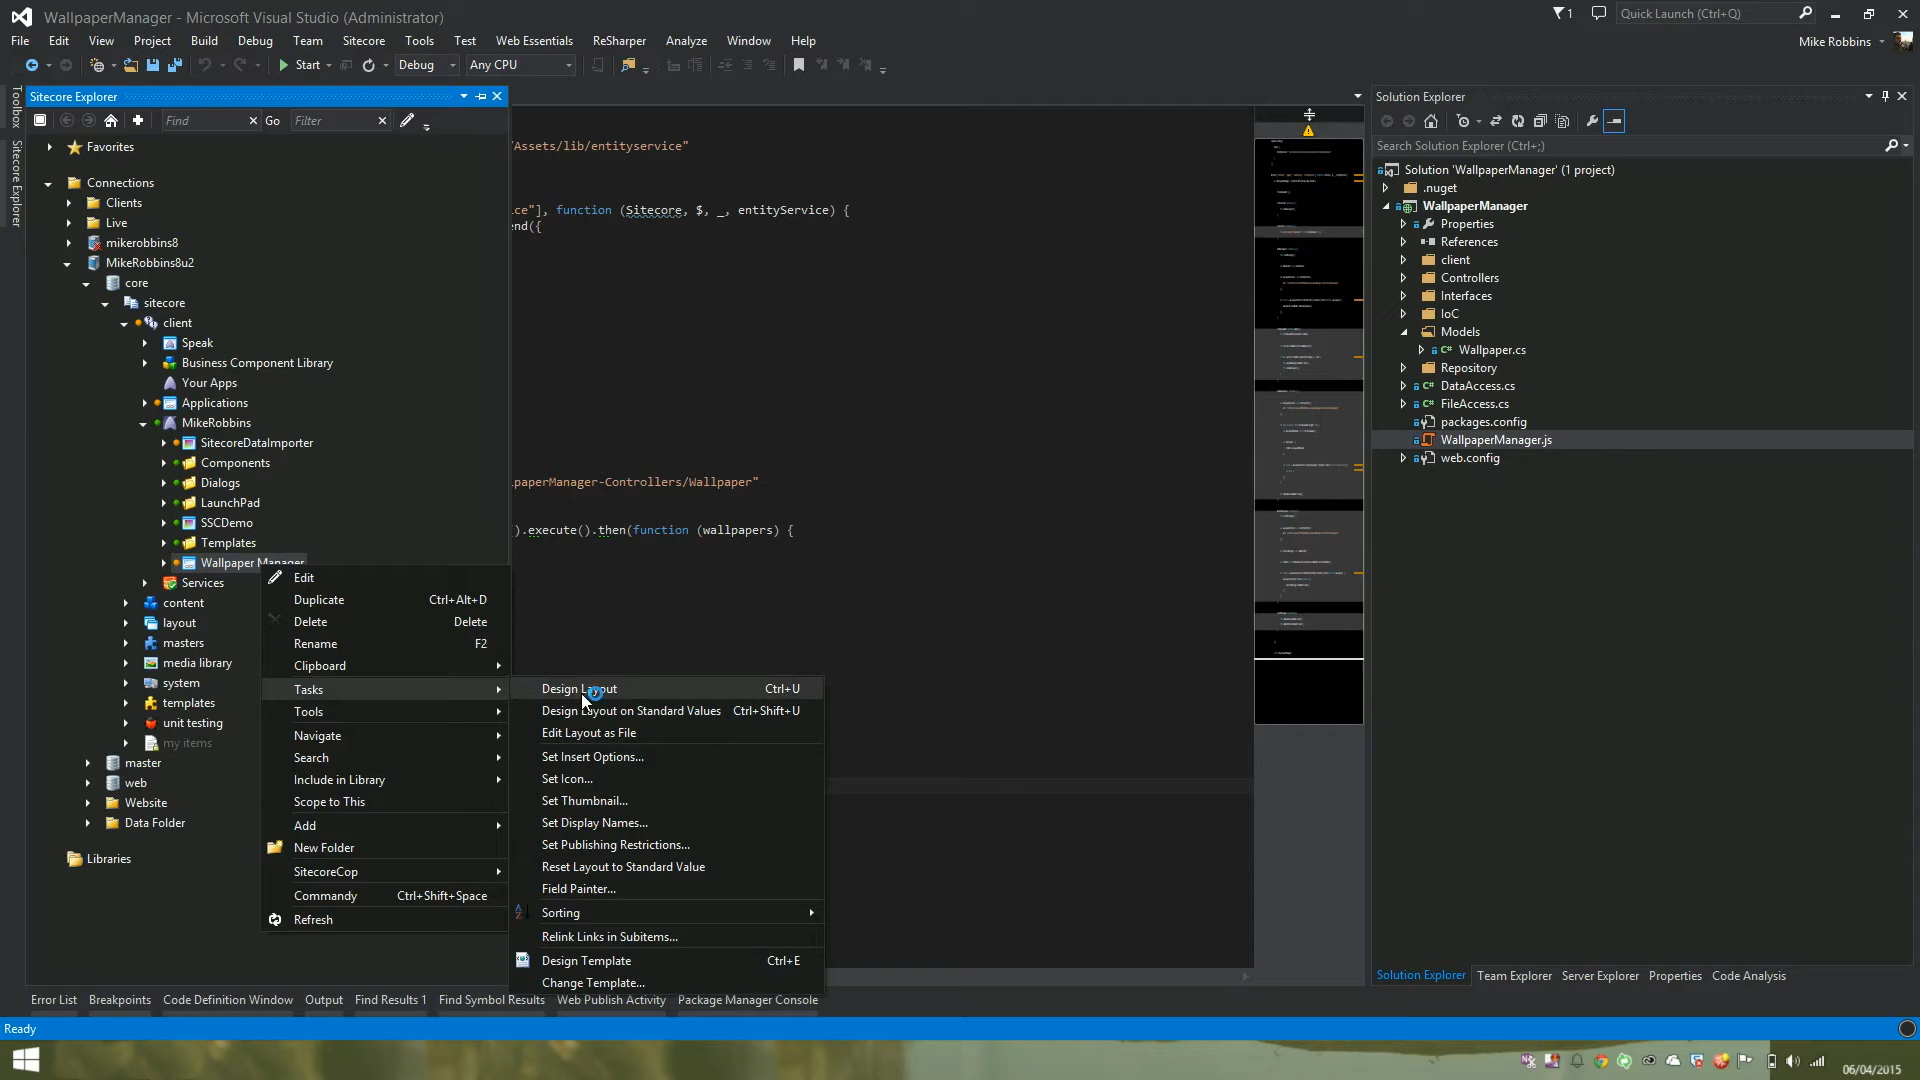 WallpaperManager - Microsoft Visual Studio (Administrator)
1
Quick Launch (Ctrl+Q)
File Edit View Project Build Debug Team Sitecore Tools Test Web Essentials ReSharper Analyze Window Help
Mike Robbins
Start Debug Any CPU
Toolbox
Sitecore Explorer
Sitecore Explorer
Find Go Filter
Favorites
Connections
Clients
Live
mikerobbins8
MikeRobbins8u2
core
sitecore
client
Speak
Business Component Library
Your Apps
Applications
MikeRobbins
SitecoreDataImporter
Components
Dialogs
LaunchPad
SSCDemo
Templates
Wallpaper Manager
Services
content
layout
masters
media library
system
templates
unit testing
my items
master
web
Website
Data Folder
Libraries
Edit
Duplicate Ctrl+Alt+D
Delete Delete
Rename F2
Clipboard
Tasks
Tools
Navigate
Search
Include in Library
Scope to This
Add
New Folder
SitecoreCop
Commandy Ctrl+Shift+Space
Refresh
Design Layout Ctrl+U
Design Layout on Standard Values Ctrl+Shift+U
Edit Layout as File
Set Insert Options...
Set Icon...
Set Thumbnail...
Set Display Names...
Set Publishing Restrictions...
Reset Layout to Standard Value
Field Painter...
Sorting
Relink Links in Subitems...
Design Template Ctrl+E
Change Template...
/Assets/lib/entityservice"
ce"], function (Sitecore, $, _, entityService) {
end({
paperManager-Controllers/Wallpaper"
).execute().then(function (wallpapers) {
Solution Explorer
Search Solution Explorer (Ctrl+;)
Solution 'WallpaperManager' (1 project)
.nuget
WallpaperManager
Properties
References
client
Controllers
Interfaces
IoC
Models
C# Wallpaper.cs
Repository
C# DataAccess.cs
C# FileAccess.cs
packages.config
WallpaperManager.js
web.config
Solution Explorer Team Explorer Server Explorer Properties Code Analysis
Error List Breakpoints Code Definition Window Output Find Results 1 Find Symbol Results Web Publish Activity Package Manager Console
Ready
06/04/2015